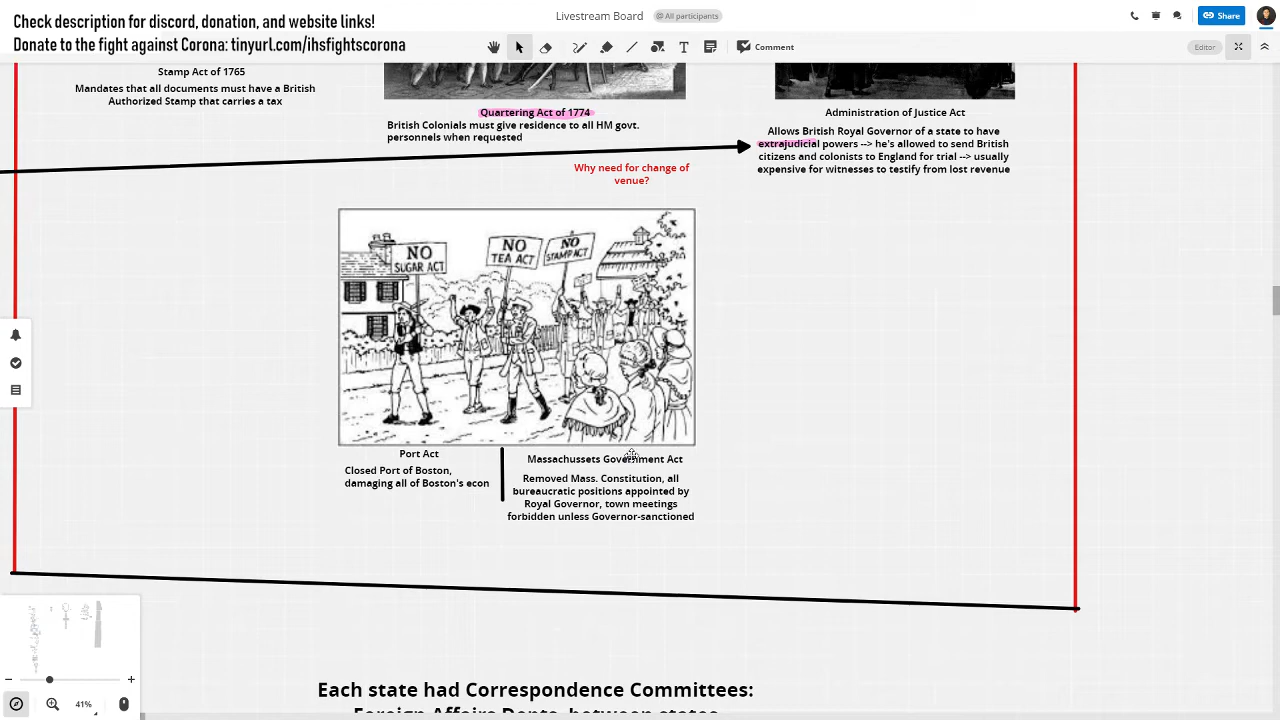 Check description for discord, donation, and website links!
Donate to the fight against Corona: tinyurl.com/ihsfightscorona
Livestream Board
@ All participants
Share
Comment
Editor
Stamp Act of 1765
Mandates that all documents must have a British
Authorized Stamp that carries a tax
Quartering Act of 1774
British Colonials must give residence to all HM govt.
personnels when requested
Administration of Justice Act
Allows British Royal Governor of a state to have
extrajudicial powers --> he's allowed to send British
citizens and colonists to England for trial --> usually
expensive for witnesses to testify from lost revenue
Why need for change of
venue?
NO
SUGAR ACT
NO
TEA ACT
NO
STAMP ACT
Port Act
Closed Port of Boston,
damaging all of Boston's econ
Massachussets Government Act
Removed Mass. Constitution, all
bureaucratic positions appointed by
Royal Governor, town meetings
forbidden unless Governor-sanctioned
41%
Each state had Correspondence Committees:
Foreign Affairs Depts. between states